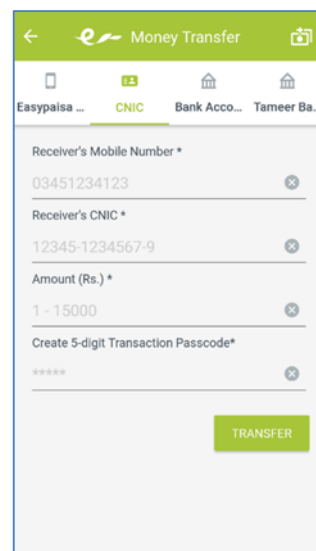 Money Transfer
Easypaisa ... CNIC Bank Acco... Tameer Ba.
Receiver's Mobile Number *
03451234123
Receiver's CNIC *
12345-1234567-9
Amount (Rs.) *
1 - 15000
Create 5-digit Transaction Passcode*
*****
TRANSFER